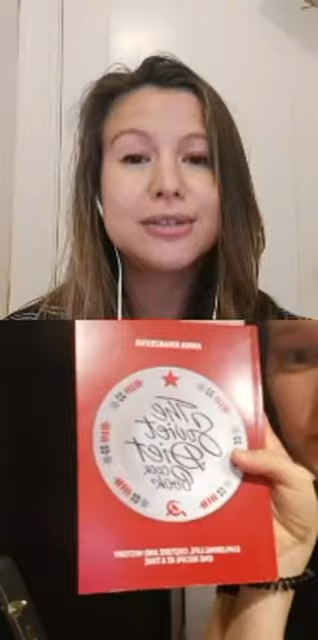 ANNA KHARZEEVA
The
Soviet
Diet
Cook
Book
EXPLORING LIFE, CULTURE AND HISTORY
ONE RECIPE AT A TIME